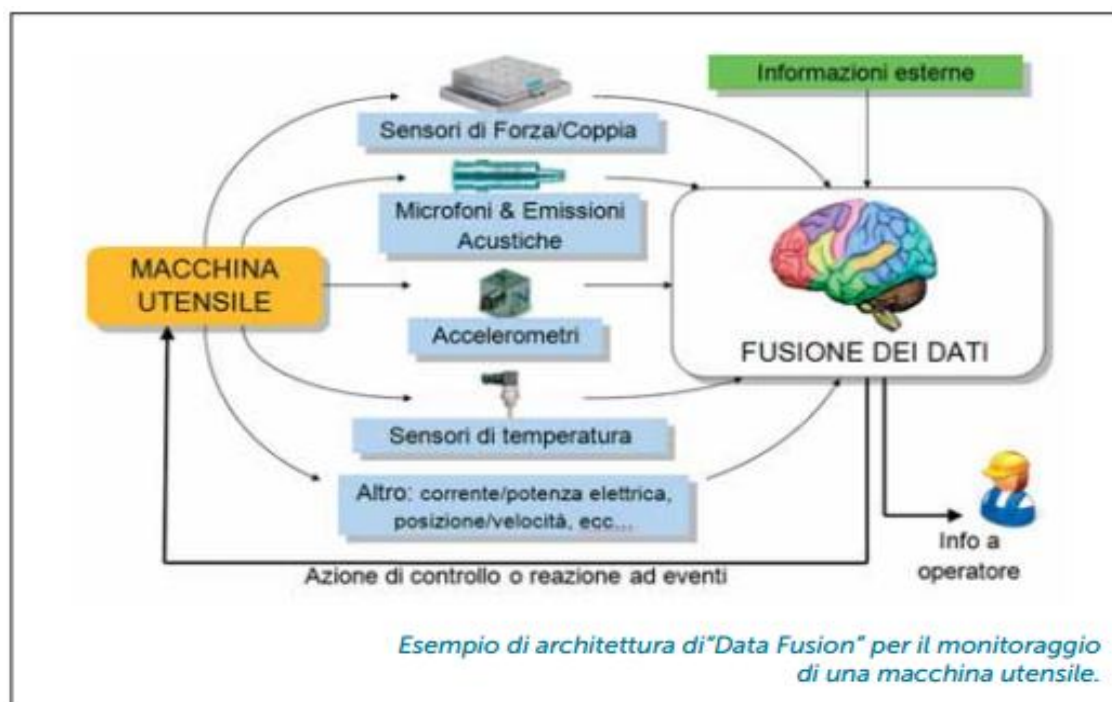 Informazioni esterne
Sensori di Forza/Coppia
Microfoni & Emissioni
Acustiche
MACCHINA
UTENSILE
Accelerometri
FUSIONE DEI DATI
Sensori di temperatura
Altro: corrente/potenza elettrica,
posizione/velocità, ecc...
Info a
operatore
Azione di controllo o reazione ad eventi
Esempio di architettura di"Data Fusion" per il monitoraggio
di una macchina utensile.